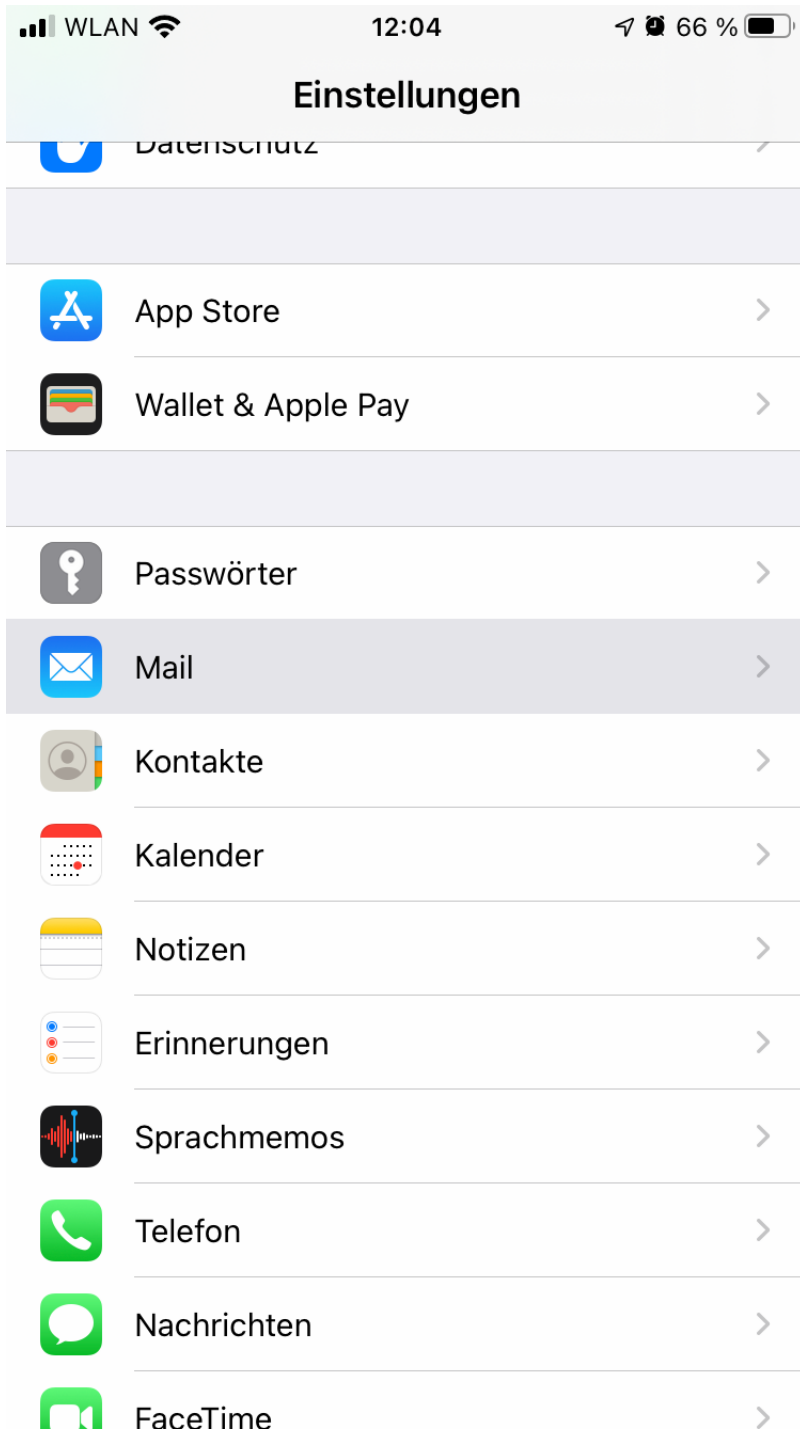 WLAN 12:04 66 %
Einstellungen
Datenschutz
App Store
Wallet & Apple Pay
Passwörter
Mail
Kontakte
Kalender
Notizen
Erinnerungen
Sprachmemos
Telefon
Nachrichten
FaceTime